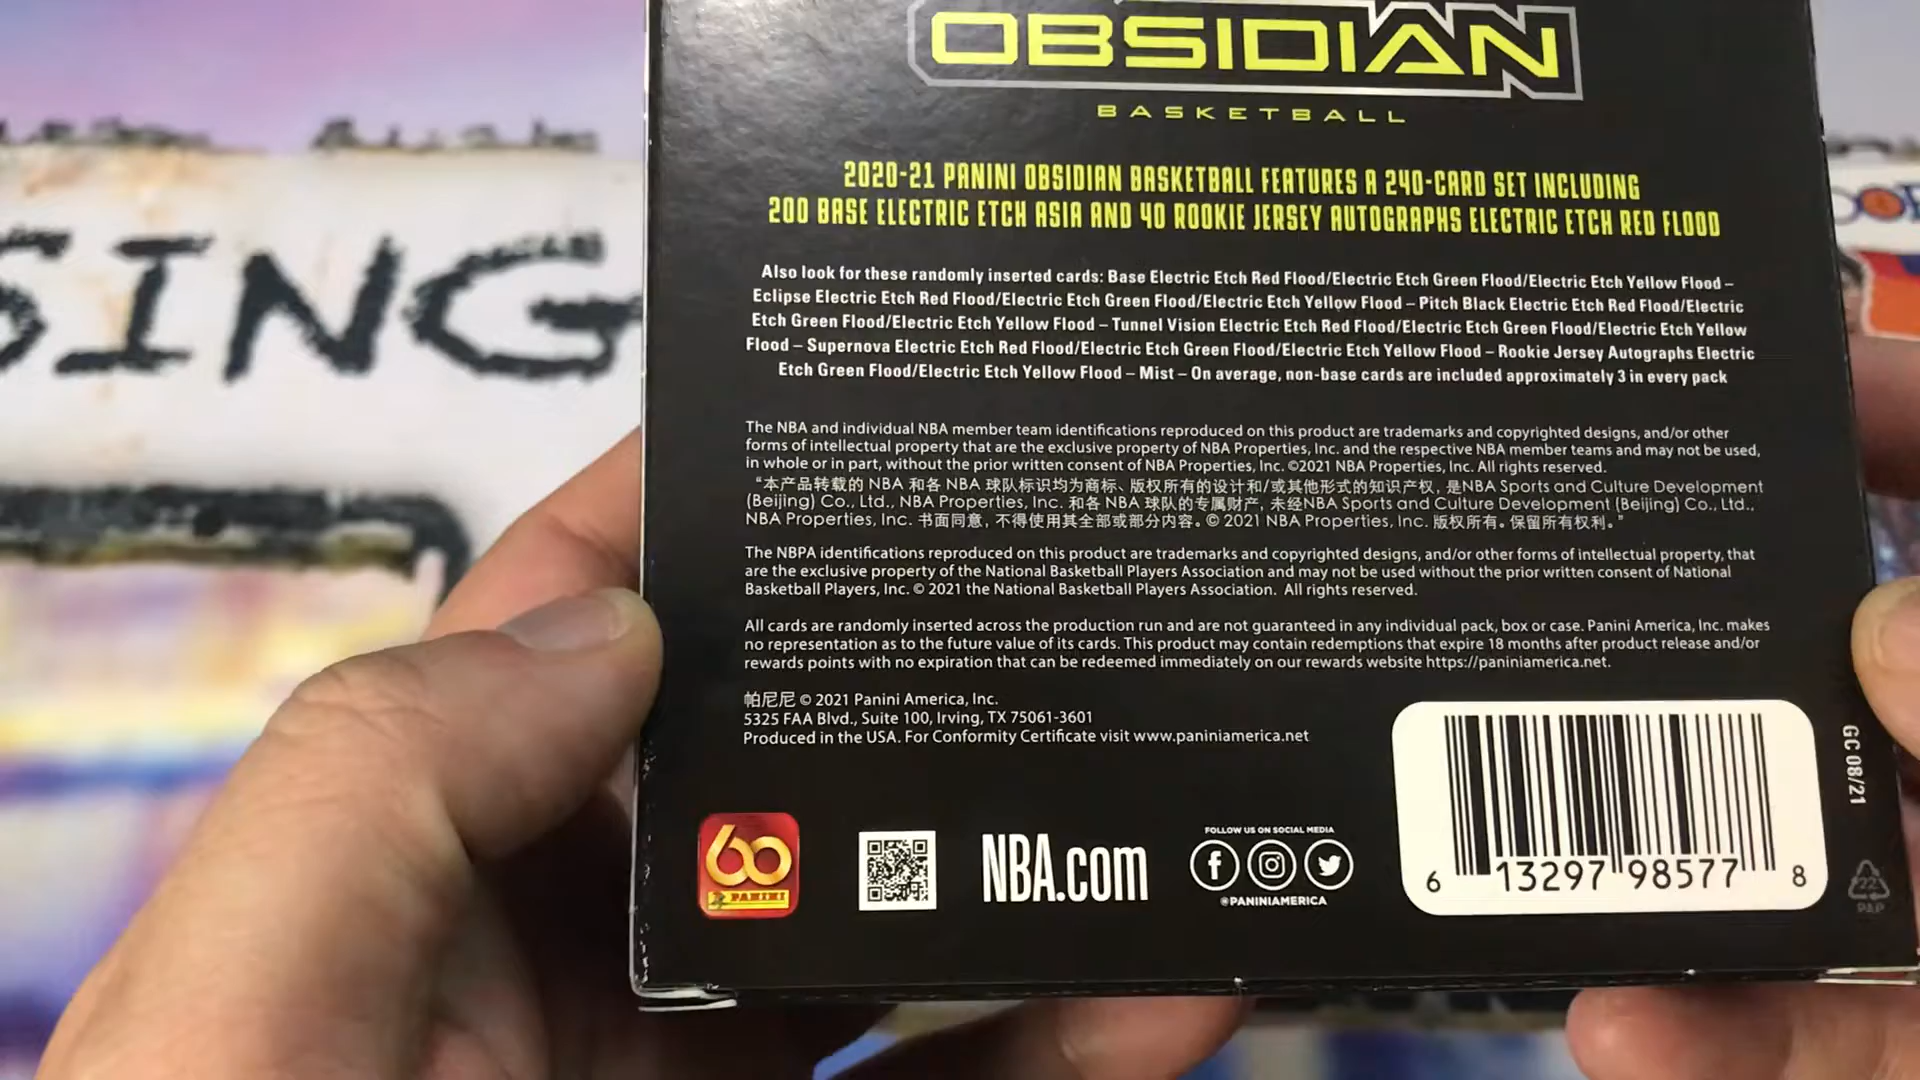 OBSIDIAN
BASKETBALL
2020-21 PANINI OBSIDIAN BASKETBALL FEATURES A 240-CARD SET INCLUDING
200 BASE ELECTRIC ETCH ASIA AND 40 ROOKIE JERSEY AUTOGRAPHS ELECTRIC ETCH RED FLOOD
Also look for these randomly inserted cards: Base Electric Etch Red Flood/Electric Etch Green Flood/Electric Etch Yellow Flood –
Eclipse Electric Etch Red Flood/Electric Etch Green Flood/Electric Etch Yellow Flood – Pitch Black Electric Etch Red Flood/Electric
Etch Green Flood/Electric Etch Yellow Flood – Tunnel Vision Electric Etch Red Flood/Electric Etch Green Flood/Electric Etch Yellow
Flood – Supernova Electric Etch Red Flood/Electric Etch Green Flood/Electric Etch Yellow Flood – Rookie Jersey Autographs Electric
Etch Green Flood/Electric Etch Yellow Flood – Mist – On average, non-base cards are included approximately 3 in every pack
The NBA and individual NBA member team identifications reproduced on this product are trademarks and copyrighted designs, and/or other
forms of intellectual property that are the exclusive property of NBA Properties, Inc. and the respective NBA member teams and may not be used,
in whole or in part, without the prior written consent of NBA Properties, Inc. ©2021 NBA Properties, Inc. All rights reserved.
“本产品转载的 NBA 和各 NBA 球队标识均为商标、版权所有的设计和/或其他形式的知识产权，是NBA Sports and Culture Development
(Beijing) Co., Ltd., NBA Properties, Inc. 和各 NBA 球队的专属财产，未经NBA Sports and Culture Development (Beijing) Co., Ltd.,
NBA Properties, Inc. 书面同意，不得使用其全部或部分内容。© 2021 NBA Properties, Inc. 版权所有。保留所有权利。”
The NBPA identifications reproduced on this product are trademarks and copyrighted designs, and/or other forms of intellectual property, that
are the exclusive property of the National Basketball Players Association and may not be used without the prior written consent of National
Basketball Players, Inc. © 2021 the National Basketball Players Association. All rights reserved.
All cards are randomly inserted across the production run and are not guaranteed in any individual pack, box or case. Panini America, Inc. makes
no representation as to the future value of its cards. This product may contain redemptions that expire 18 months after product release and/or
rewards points with no expiration that can be redeemed immediately on our rewards website https://paniniamerica.net.
帕尼尼 © 2021 Panini America, Inc.
5325 FAA Blvd., Suite 100, Irving, TX 75061-3601
Produced in the USA. For Conformity Certificate visit www.paniniamerica.net
GC 08/21
60
PANINI
NBA.com
FOLLOW US ON SOCIAL MEDIA
@PANINIAMERICA
6 13297 98577 8
22
PAP
SING